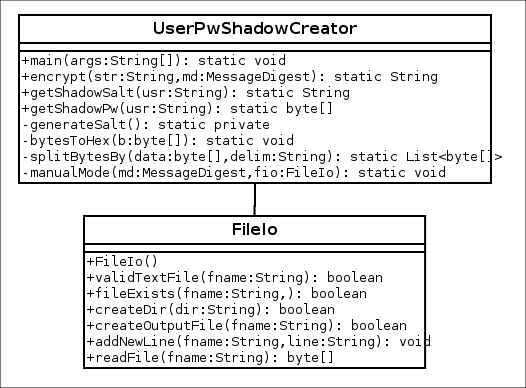 UserPwShadowCreator
+main(args:String[]): static void
+encrypt(str:String,md:MessageDigest): static String
+getShadowSalt(usr:String): static String
+getShadowPw(usr:String): static byte[]
-generateSalt(): static private
-bytesToHex(b:byte[]): static void
-splitBytesBy(data:byte[],delim:String): static List<byte[]>
-manualMode(md:MessageDigest,fio:FileIo): static void
FileIo
+FileIo()
+validTextFile(fname:String): boolean
+fileExists(fname:String,): boolean
+createDir(dir:String): boolean
+createOutputFile(fname:String): boolean
+addNewLine(fname:String,line:String): void
+readFile(fname:String): byte[]